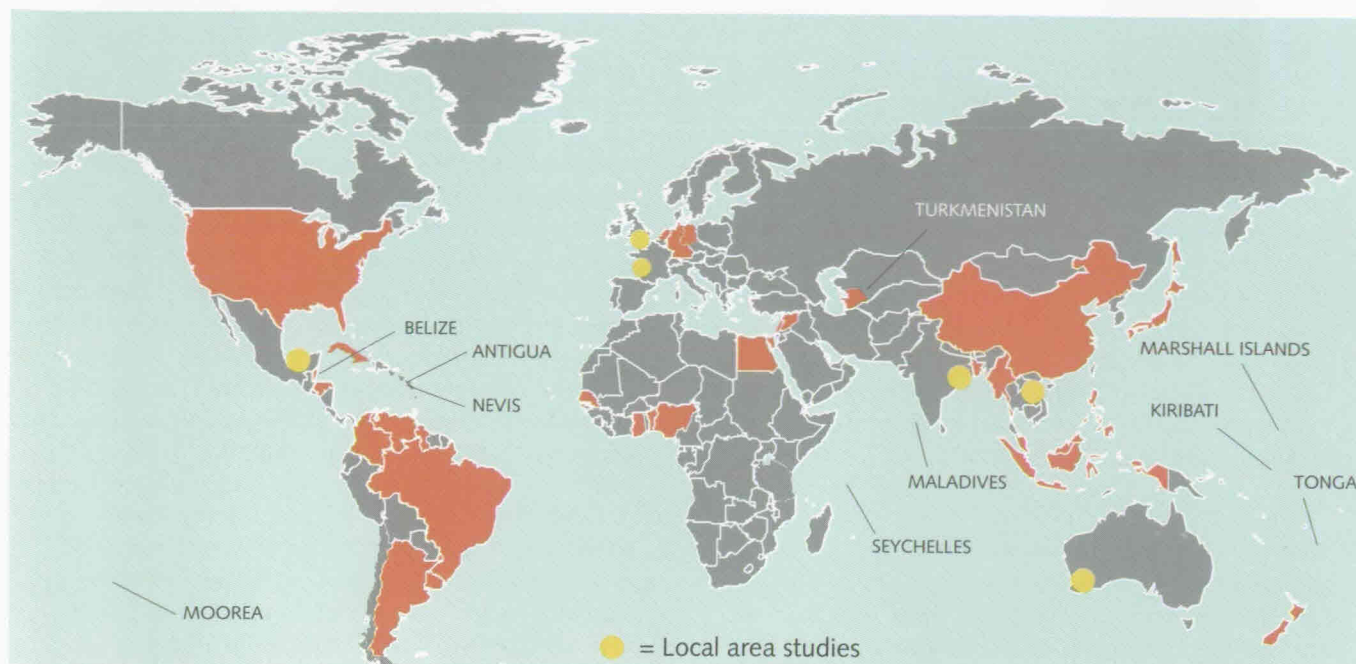 TURKMENISTAN
BELIZE
ANTIGUA
NEVIS
MARSHALL ISLANDS
KIRIBATI
MALADIVES
TONGA
SEYCHELLES
MOOREA
= Local area studies